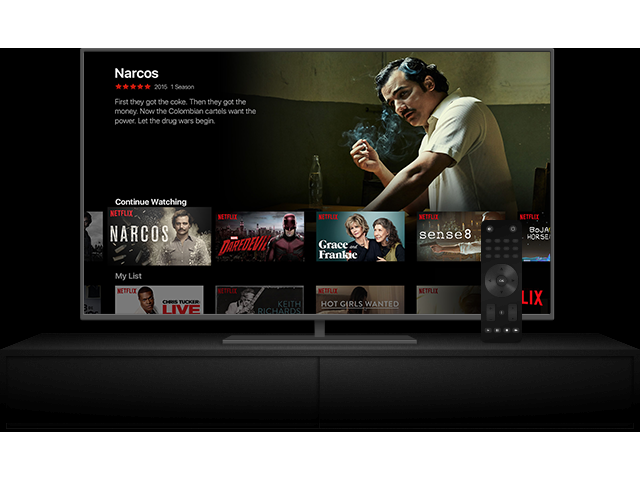 Narcos
2015 1 Season
First they got the coke. Then they got the
money. Now the Colombian cartels want the
power. Let the drug wars begin.
Continue Watching
NETFLIX
NARCOS
NETFLIX
DAREDEVIL
NETFLIX
Grace and
Frankie
NETFLIX
sense8
NETFLIX
BOJA
HORSE
My List
NETFLIX
CHRIS TUCKER
LIVE
NETFLIX
KEITH
RICHARDS
NETFLIX
HOT GIRLS WANTED
NETFLIX
LIX